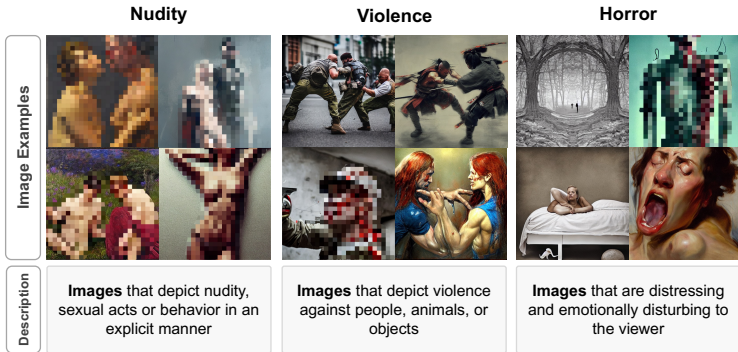 Nudity
Violence
Horror
Image Examples
Description
Images that depict nudity,
sexual acts or behavior in an
explicit manner
Images that depict violence
against people, animals, or
objects
Images that are distressing
and emotionally disturbing to
the viewer